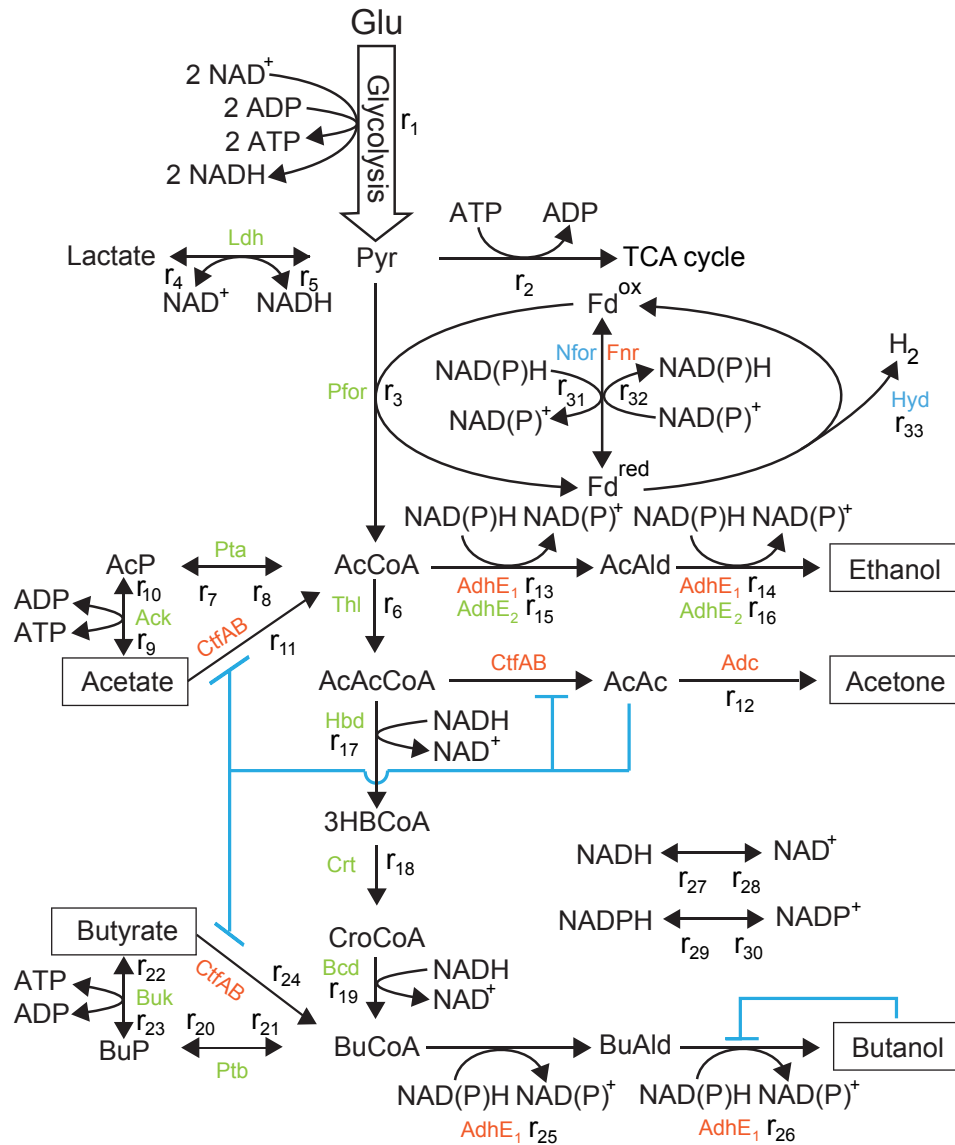 Glu
2 NAD⁺
2 ADP
2 ATP
2 NADH
Glycolysis
r₁
ATP ADP
Ldh
Lactate Pyr TCA cycle
r₄ r₅ r₂
NAD⁺ NADH
Fd^ox
H₂
Nfor Fnr
NAD(P)H NAD(P)H
Pfor r₃ r₃₁ r₃₂ Hyd
NAD(P)⁺ NAD(P)⁺ r₃₃
Fd^red
NAD(P)H NAD(P)⁺ NAD(P)H NAD(P)⁺
Pta
AcP AcCoA AcAld Ethanol
r₁₀ r₇ r₈ AdhE₁ r₁₃ AdhE₁ r₁₄
ADP Ack Thl r₆ AdhE₂ r₁₅ AdhE₂ r₁₆
ATP
r₉ CtfAB r₁₁ CtfAB Adc
Acetate AcAcCoA AcAc Acetone
r₁₂
Hbd NADH
r₁₇ NAD⁺
3HBCoA
Crt r₁₈ NADH NAD⁺
r₂₇ r₂₈
NADPH NADP⁺
Butyrate CroCoA r₂₉ r₃₀
ATP r₂₂ CtfAB r₂₄ Bcd NADH
ADP Buk r₁₉ NAD⁺
r₂₃ r₂₀ r₂₁
BuP BuCoA BuAld Butanol
Ptb
NAD(P)H NAD(P)⁺ NAD(P)H NAD(P)⁺
AdhE₁ r₂₅ AdhE₁ r₂₆